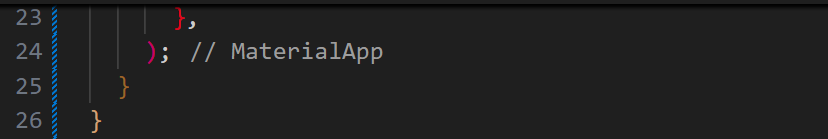 23 },
24 ); // MaterialApp
25 }
26 }